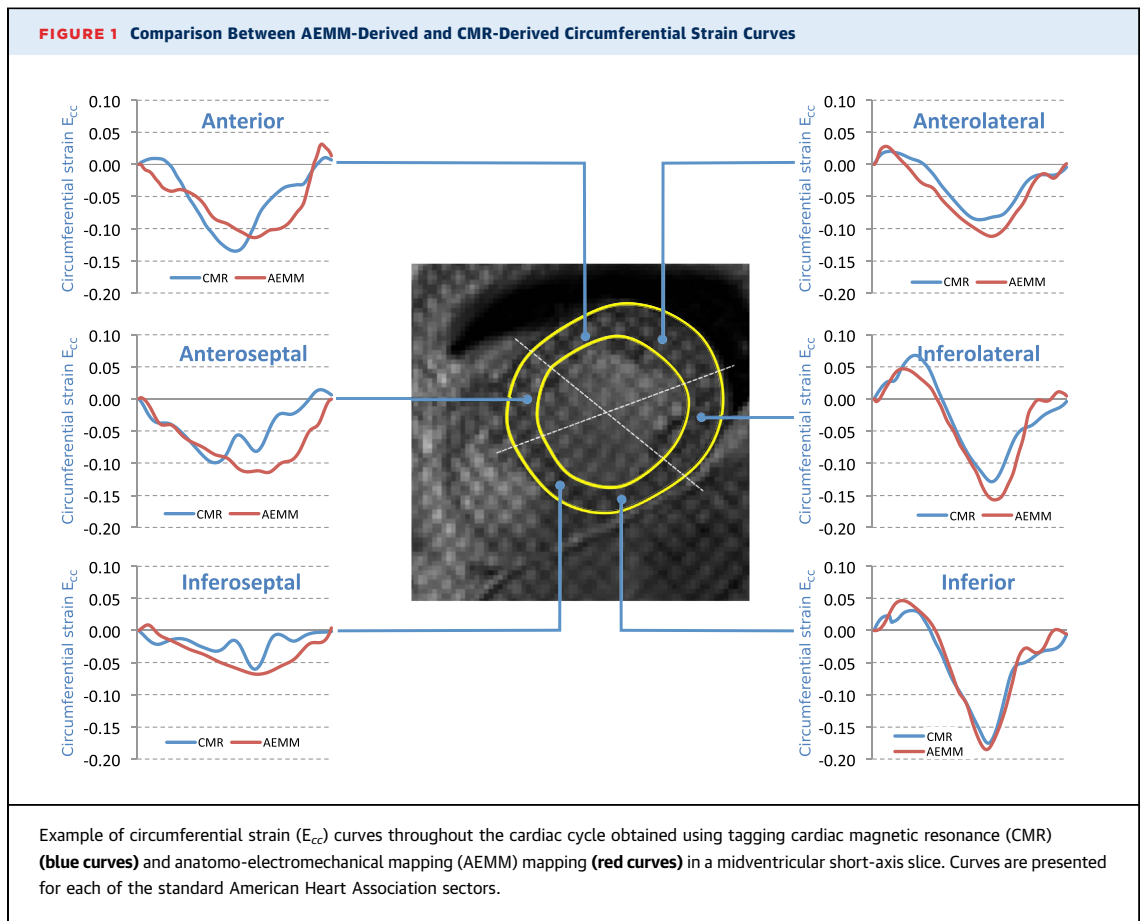 FIGURE 1 Comparison Between AEMM-Derived and CMR-Derived Circumferential Strain Curves
Circumferential strain Ecc
0.10
0.05
0.00
-0.05
-0.10
-0.15
-0.20
Anterior
CMR AEMM
Circumferential strain Ecc
0.10
0.05
0.00
-0.05
-0.10
-0.15
-0.20
Anterolateral
CMR AEMM
Circumferential strain Ecc
0.10
0.05
0.00
-0.05
-0.10
-0.15
-0.20
Anteroseptal
CMR AEMM
Circumferential strain Ecc
0.10
0.05
0.00
-0.05
-0.10
-0.15
-0.20
Inferolateral
CMR AEMM
Circumferential strain Ecc
0.10
0.05
0.00
-0.05
-0.10
-0.15
-0.20
Inferoseptal
CMR AEMM
Circumferential strain Ecc
0.10
0.05
0.00
-0.05
-0.10
-0.15
-0.20
Inferior
CMR
AEMM
Example of circumferential strain (Ecc) curves throughout the cardiac cycle obtained using tagging cardiac magnetic resonance (CMR)
(blue curves) and anatomo-electromechanical mapping (AEMM) mapping (red curves) in a midventricular short-axis slice. Curves are presented
for each of the standard American Heart Association sectors.